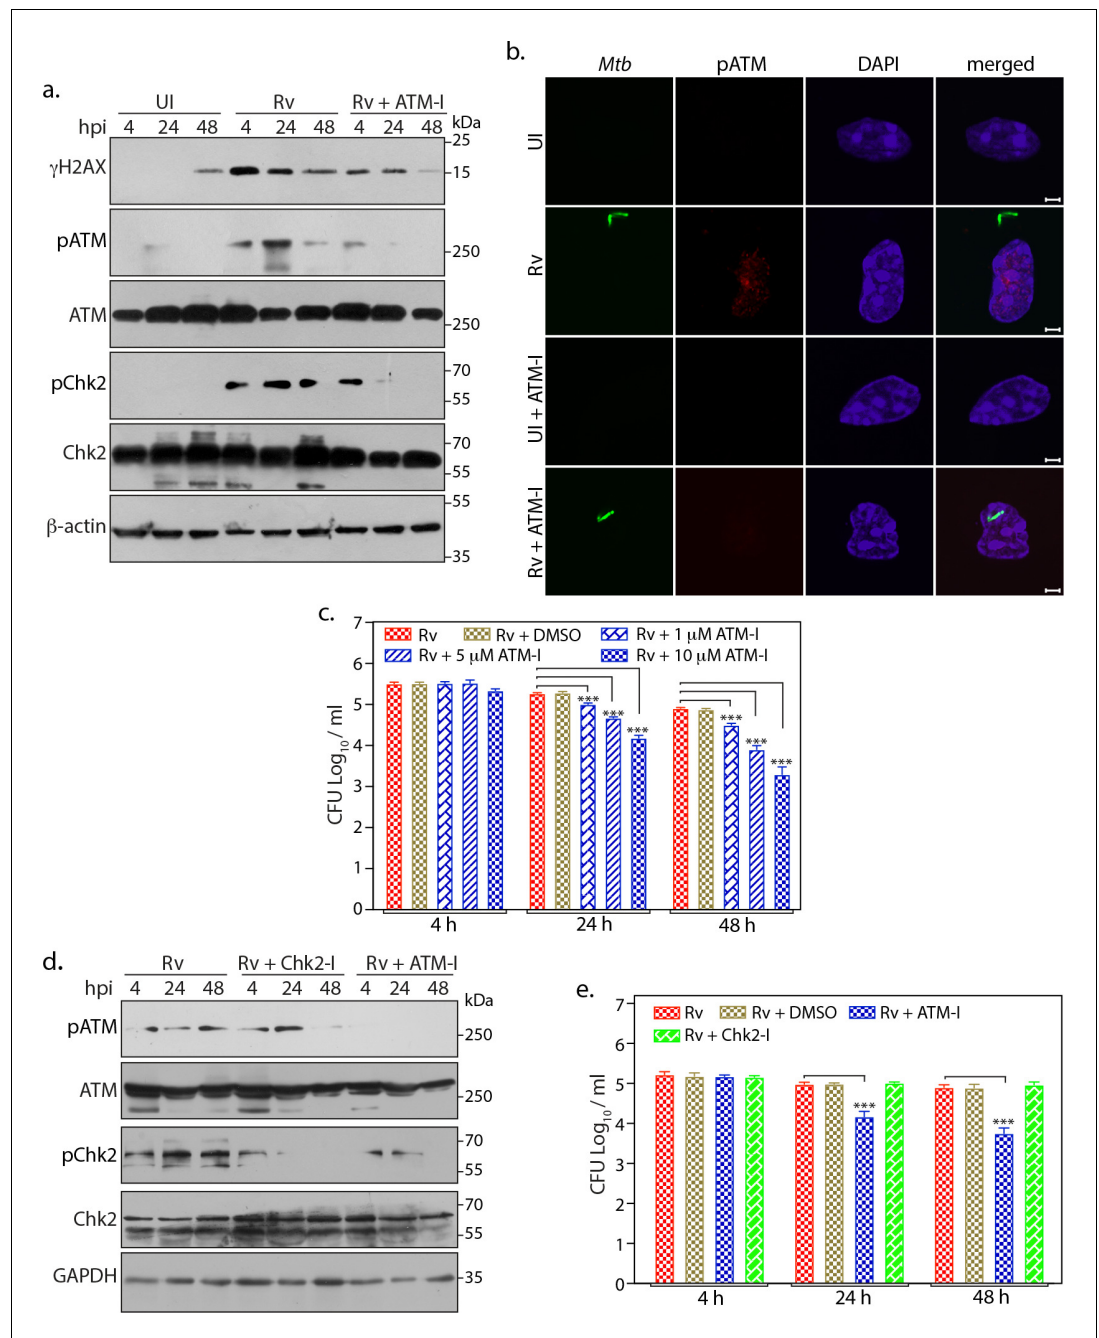 a.
UI Rv Rv + ATM-I
hpi 4 24 48 4 24 48 4 24 48 kDa
25
γH2AX 15
pATM 250
ATM 250
pChk2 70
55
Chk2 70
55
β-actin 55
35
b.
Mtb pATM DAPI merged
UI
Rv
UI + ATM-I
Rv + ATM-I
c.
CFU Log10/ ml
7
6
5
4
3
2
1
0
Rv Rv + DMSO Rv + 1 μM ATM-I
Rv + 5 μM ATM-I Rv + 10 μM ATM-I
*** *** ***
*** *** ***
4 h 24 h 48 h
d.
Rv Rv + Chk2-I Rv + ATM-I
hpi 4 24 48 4 24 48 4 24 48
kDa
pATM 250
ATM 250
pChk2 70
55
Chk2 70
55
GAPDH 35
e.
CFU Log10/ ml
7
6
5
4
3
2
1
0
Rv Rv + DMSO Rv + ATM-I
Rv + Chk2-I
*** ***
4 h 24 h 48 h